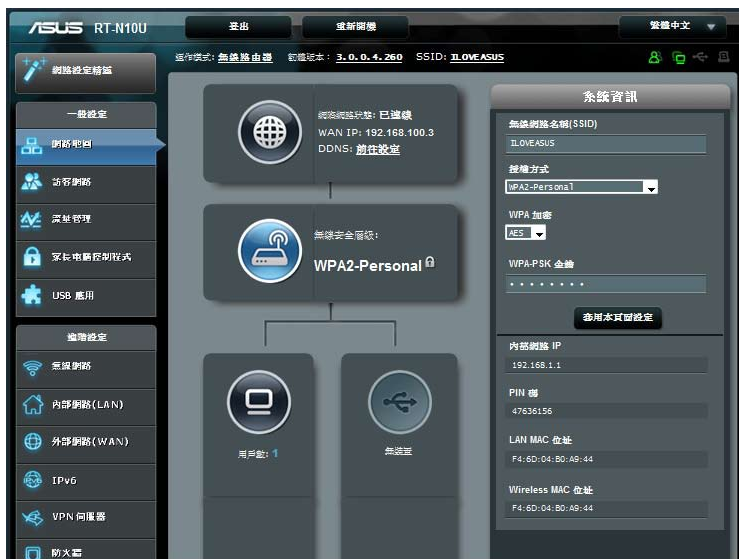 ASUS RT-N10U
登出
重新開機
繁體中文
運作模式: 無線路由器 韌體版本: 3.0.0.4.260 SSID: ILOVEASUS
網路設定精靈
一般設定
網路地圖
訪客網路
流量管理
家長電腦控制程式
USB 應用
進階設定
無線網路
內部網路(LAN)
外部網路(WAN)
IPv6
VPN 伺服器
防火牆
網際網路狀態: 已連線
WAN IP: 192.168.100.3
DDNS: 前往設定
無線安全層級:
WPA2-Personal
用戶數: 1
無裝置
系統資訊
無線網路名稱(SSID)
ILOVEASUS
授權方式
WPA2-Personal
WPA 加密
AES
WPA-PSK 金鑰
套用本頁面設定
內部網路 IP
192.168.1.1
PIN 碼
47636156
LAN MAC 位址
F4:6D:04:B0:A9:44
Wireless MAC 位址
F4:6D:04:B0:A9:44